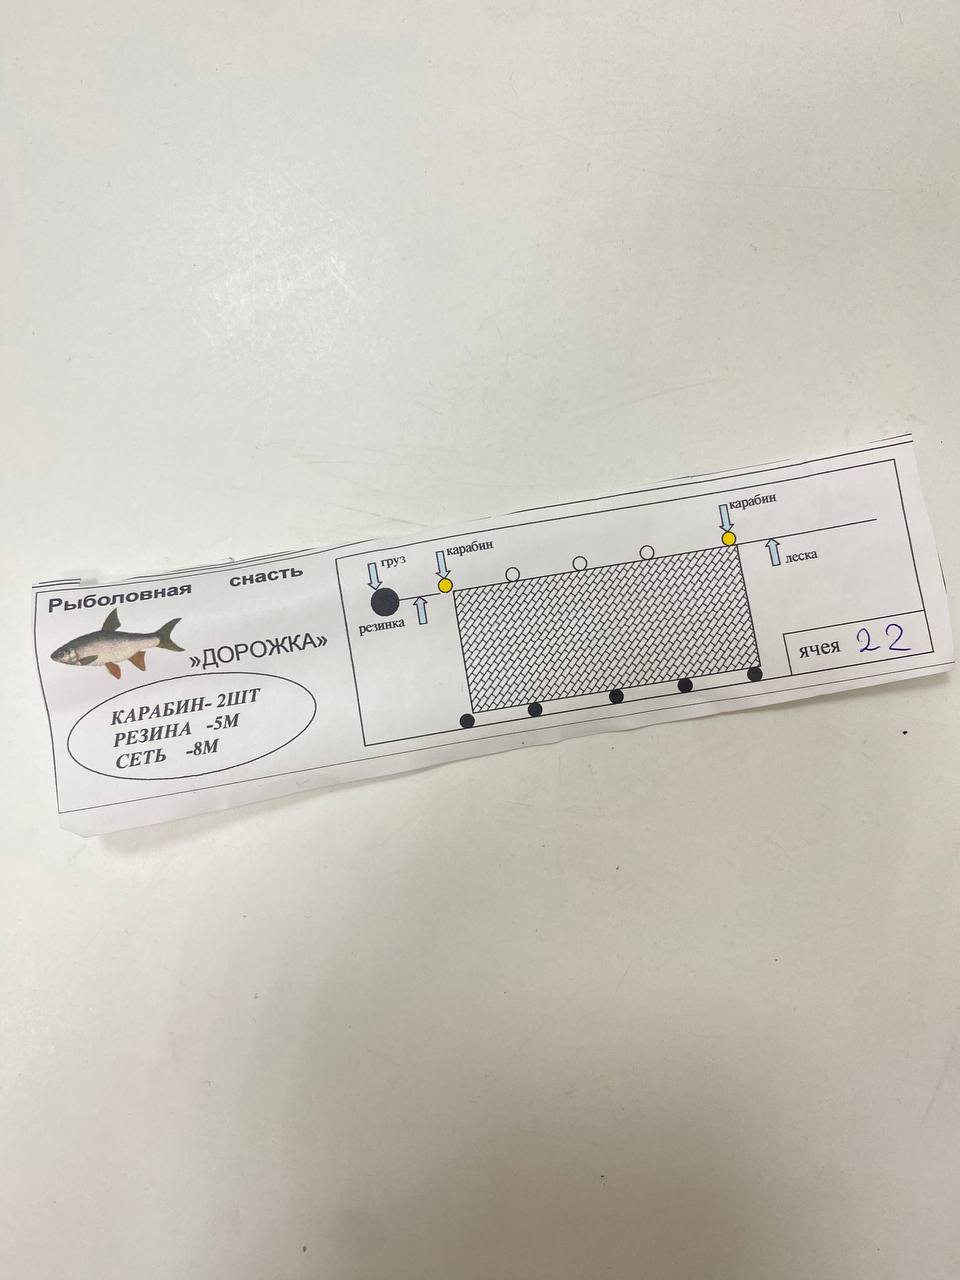 Рыболовная снасть
»ДОРОЖКА»
КАРАБИН- 2ШТ
РЕЗИНА -5М
СЕТЬ -8М
груз
карабин
резинка
карабин
леска
ячея 22